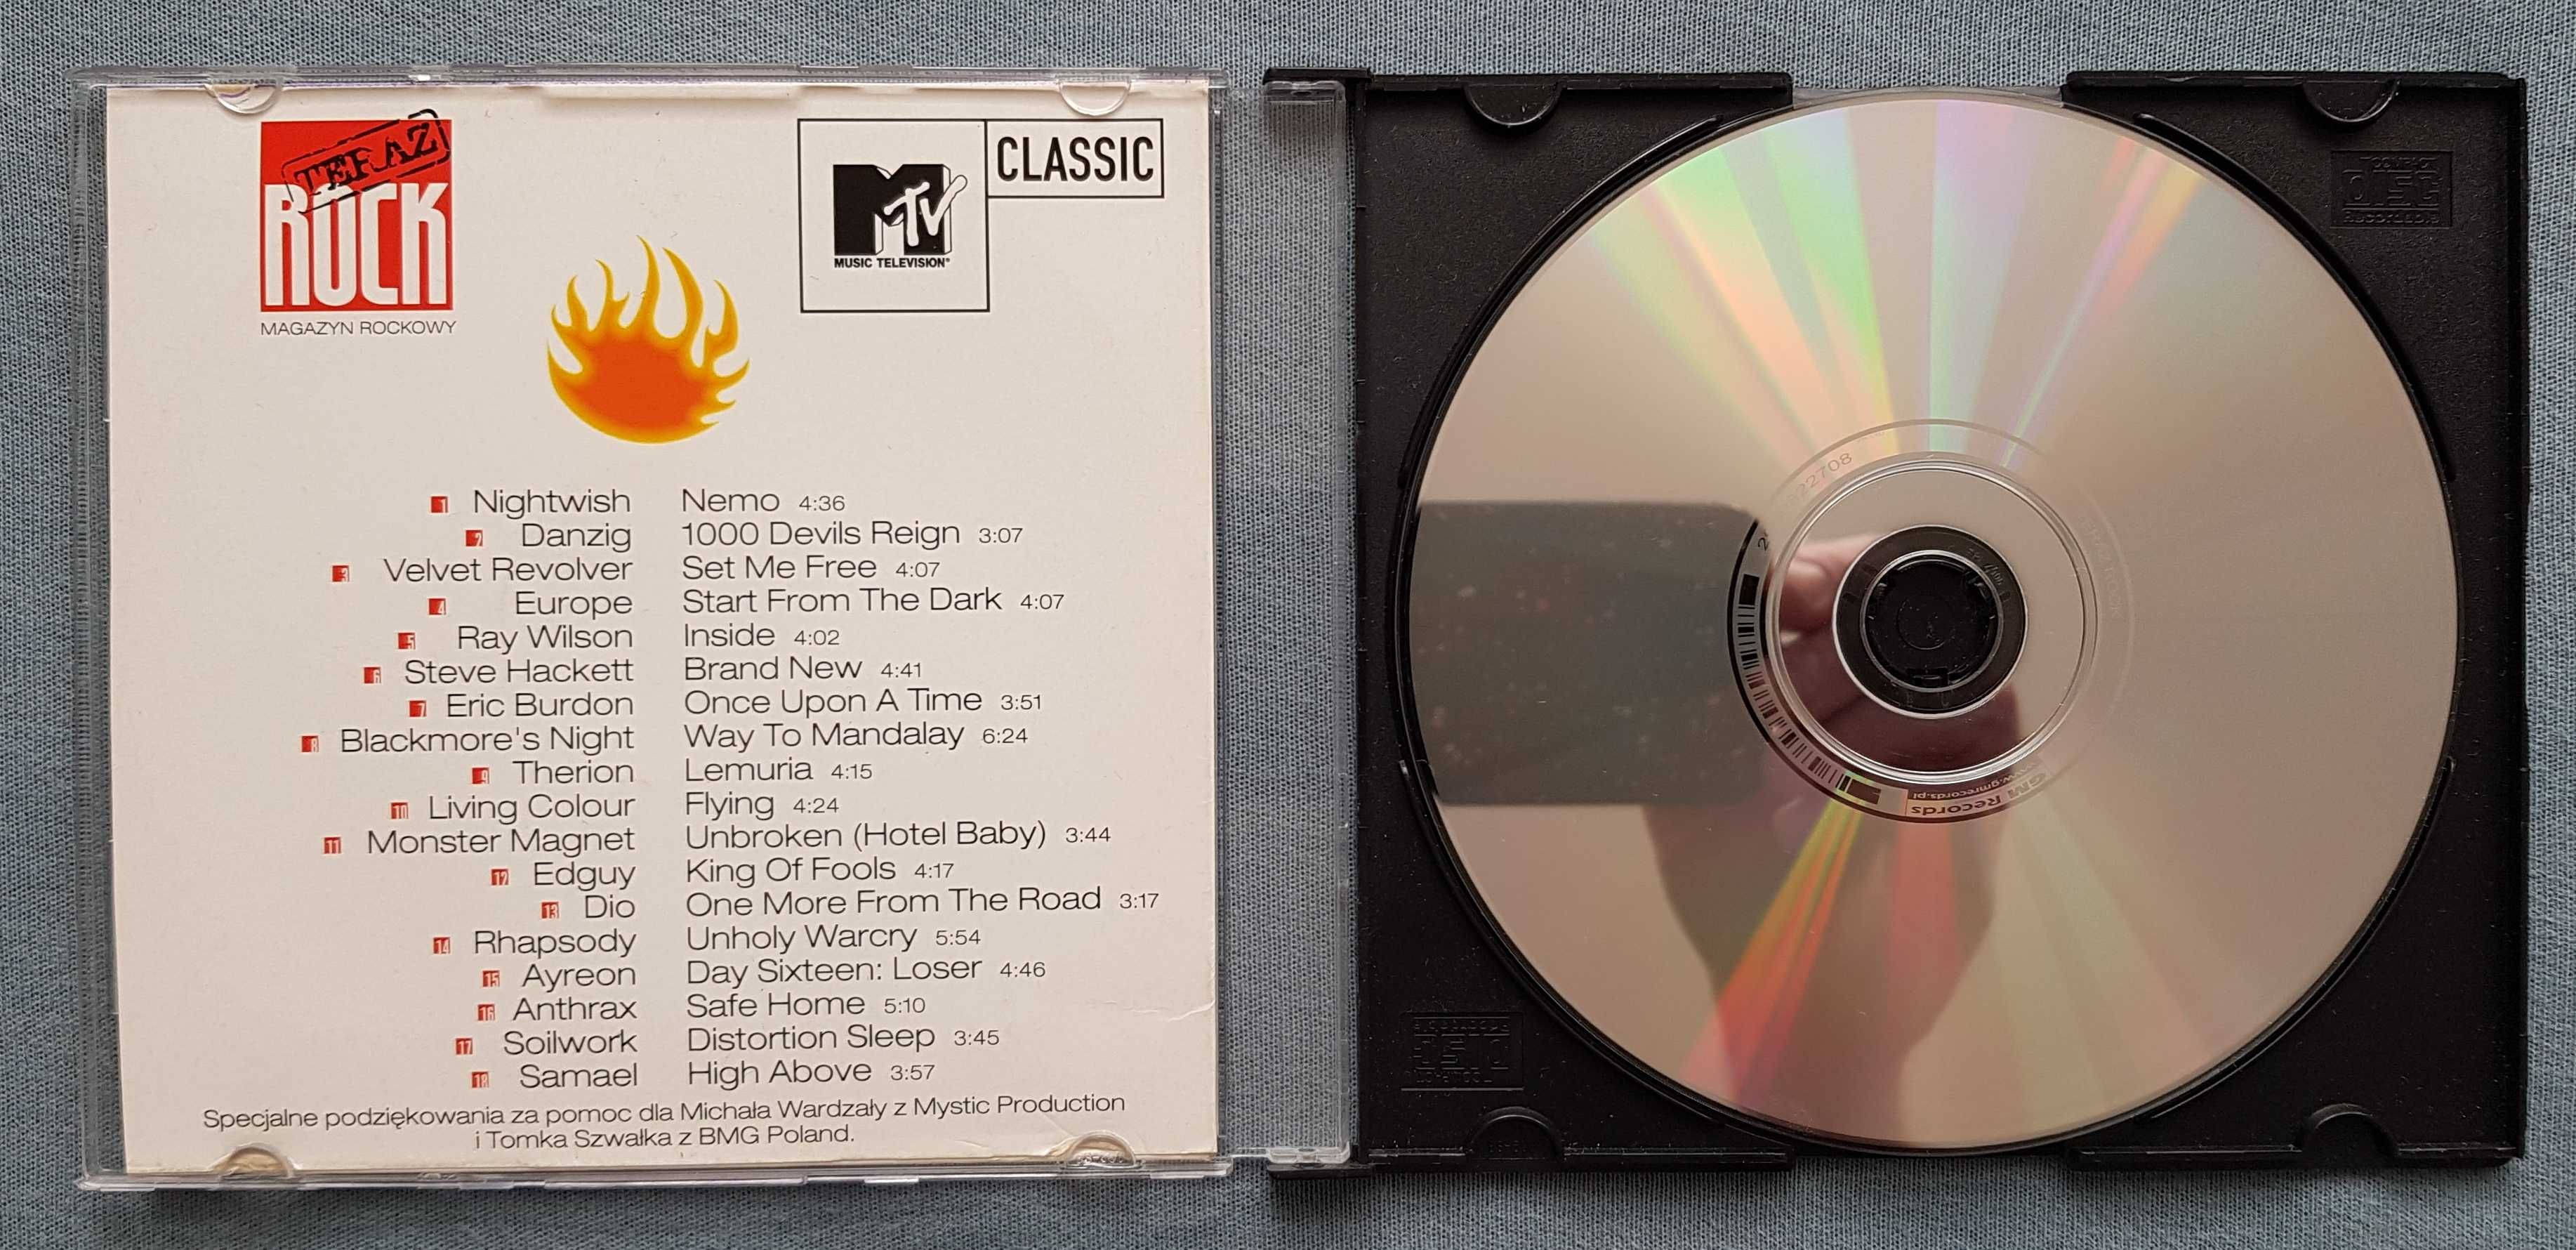 TERAZ
ROCK
MAGAZYN ROCKOWY
MTV
MUSIC TELEVISION®
CLASSIC
1 Nightwish Nemo 4:36
2 Danzig 1000 Devils Reign 3:07
3 Velvet Revolver Set Me Free 4:07
4 Europe Start From The Dark 4:07
5 Ray Wilson Inside 4:02
6 Steve Hackett Brand New 4:41
7 Eric Burdon Once Upon A Time 3:51
8 Blackmore's Night Way To Mandalay 6:24
9 Therion Lemuria 4:15
10 Living Colour Flying 4:24
11 Monster Magnet Unbroken (Hotel Baby) 3:44
12 Edguy King Of Fools 4:17
13 Dio One More From The Road 3:17
14 Rhapsody Unholy Warcry 5:54
15 Ayreon Day Sixteen: Loser 4:46
16 Anthrax Safe Home 5:10
17 Soilwork Distortion Sleep 3:45
18 Samael High Above 3:57
Specjalne podziękowania za pomoc dla Michała Wardzały z Mystic Production
i Tomka Szwałka z BMG Poland.
COMPACT
disc
Recordable
GM Records
www.gmrecords.pl